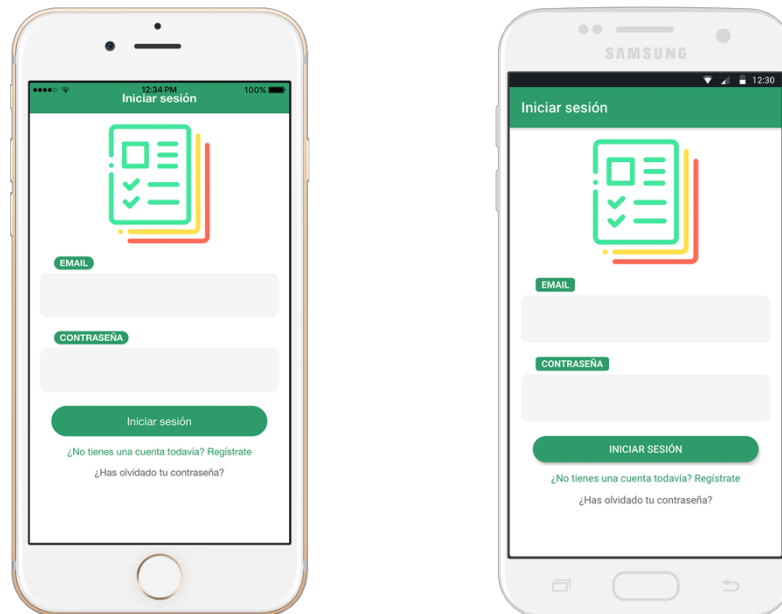 12:34 PM
100%
Iniciar sesión
EMAIL
CONTRASEÑA
Iniciar sesión
¿No tienes una cuenta todavía? Regístrate
¿Has olvidado tu contraseña?
SAMSUNG
12:30
Iniciar sesión
EMAIL
CONTRASEÑA
INICIAR SESIÓN
¿No tienes una cuenta todavía? Regístrate
¿Has olvidado tu contraseña?